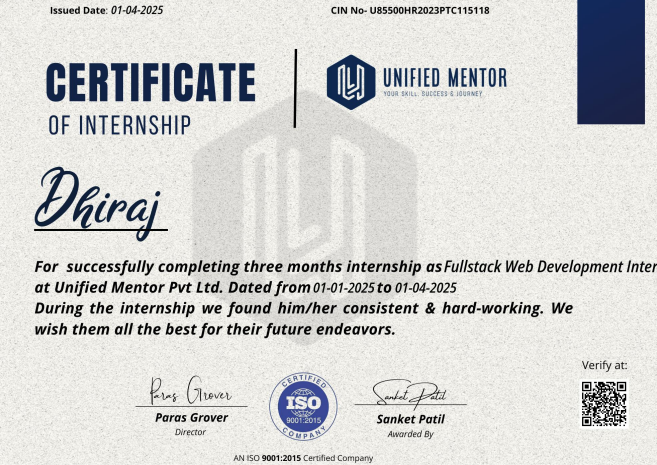 Issued Date: 01-04-2025
CIN No- U85500HR2023PTC115118
CERTIFICATE
OF INTERNSHIP
UNIFIED MENTOR
YOUR SKILL, SUCCESS & JOURNEY
Dhiraj
For successfully completing three months internship as Fullstack Web Development Inter
at Unified Mentor Pvt Ltd. Dated from 01-01-2025 to 01-04-2025
During the internship we found him/her consistent & hard-working. We
wish them all the best for their future endeavors.
Verify at:
Paras Grover
Paras Grover
Director
CERTIFIED
ISO
9001:2015
COMPANY
Sanket Patil
Sanket Patil
Awarded By
AN ISO 9001:2015 Certified Company